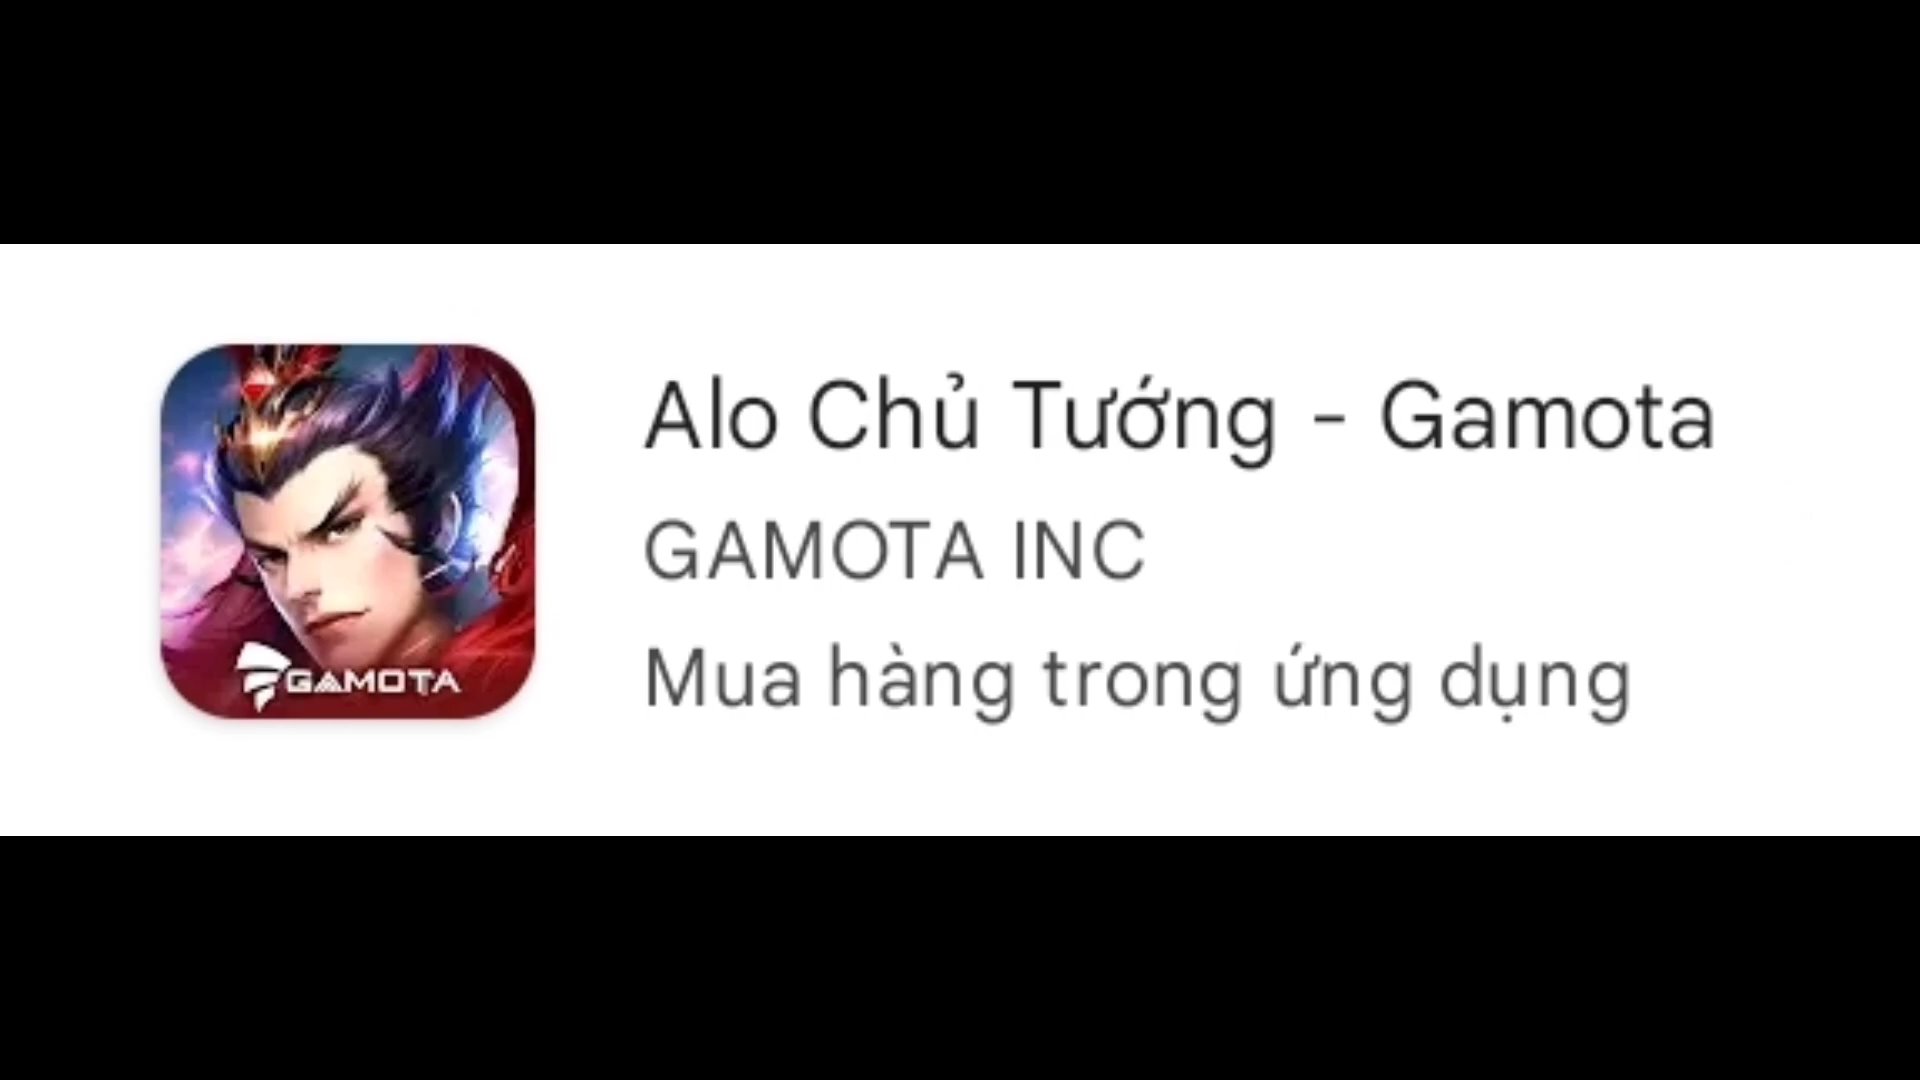 Alo Chủ Tướng - Gamota
GAMOTA INC
Mua hàng trong ứng dụng
GAMOTA